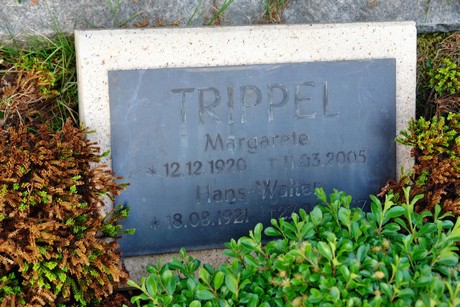 TRIPPEL
Margarete
* 12.12.1920 † 11.03.2005
Hans-Walter
* 18.08.1921